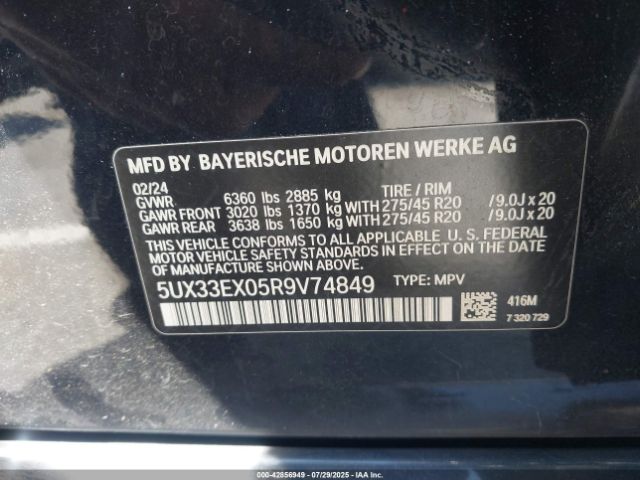 MFD BY BAYERISCHE MOTOREN WERKE AG
02/24
GVWR 6360 lbs 2885 kg TIRE / RIM
GAWR FRONT 3020 lbs 1370 kg WITH 275/45 R20 /9.0J x 20
GAWR REAR 3638 lbs 1650 kg WITH 275/45 R20 /9.0J x 20
THIS VEHICLE CONFORMS TO ALL APPLICABLE U. S. FEDERAL
MOTOR VEHICLE SAFETY STANDARDS IN
EFFECT ON THE DATE OF MANUFACTURE SHOWN ABOVE.
5UX33EX05R9V74849 TYPE: MPV
416M
7 320 729
000-42856949 - 07/29/2025 - IAA Inc.